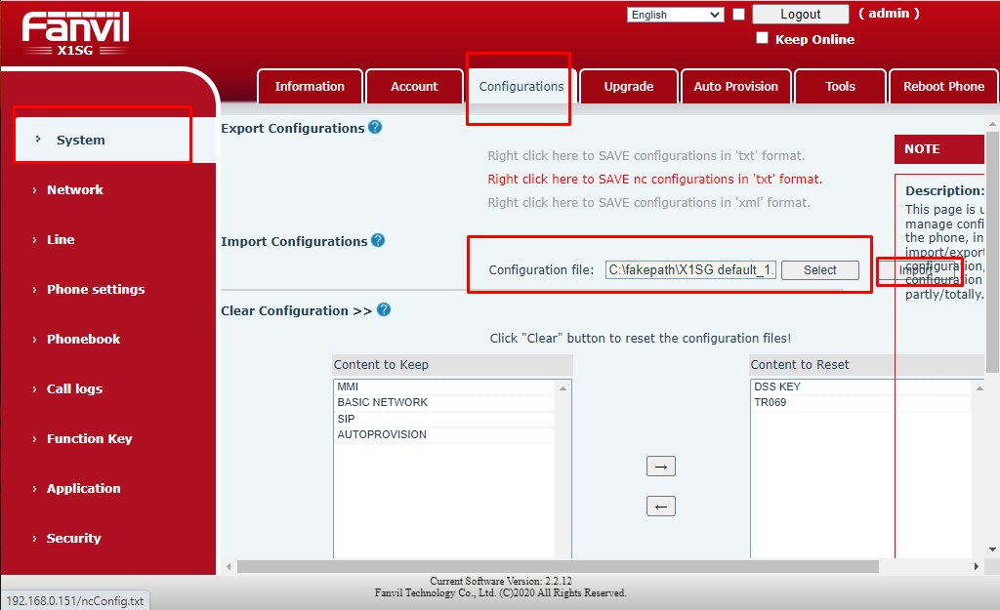 Fanvil
X1SG
English
Logout
( admin )
Keep Online
Information
Account
Configurations
Upgrade
Auto Provision
Tools
Reboot Phone
› System
› Network
› Line
› Phone settings
› Phonebook
› Call logs
› Function Key
› Application
› Security
Export Configurations ?
Right click here to SAVE configurations in 'txt' format.
Right click here to SAVE nc configurations in 'txt' format.
Right click here to SAVE configurations in 'xml' format.
Import Configurations ?
Configuration file: C:\fakepath\X1SG default_1. Select Import
Clear Configuration >> ?
Click "Clear" button to reset the configuration files!
Content to Keep
MMI
BASIC NETWORK
SIP
AUTOPROVISION
→
←
Content to Reset
DSS KEY
TR069
NOTE
Description:
This page is u
manage confi
the phone, in
import/export
configuration,
configuration
partly/totally.
Current Software Version: 2.2.12
Fanvil Technology Co., Ltd. (C)2020 All Rights Reserved.
192.168.0.151/ncConfig.txt